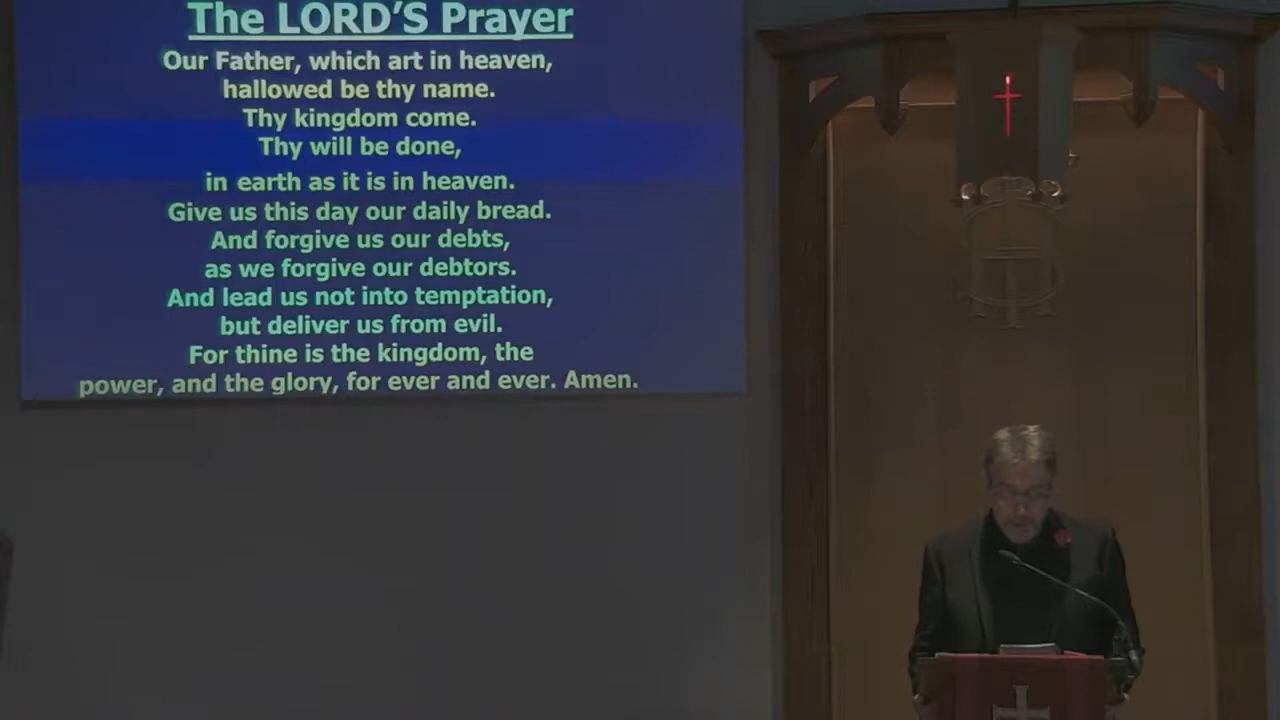 The LORD'S Prayer
Our Father, which art in heaven,
hallowed be thy name.
Thy kingdom come.
Thy will be done,
in earth as it is in heaven.
Give us this day our daily bread.
And forgive us our debts,
as we forgive our debtors.
And lead us not into temptation,
but deliver us from evil.
For thine is the kingdom, the
power, and the glory, for ever and ever. Amen.